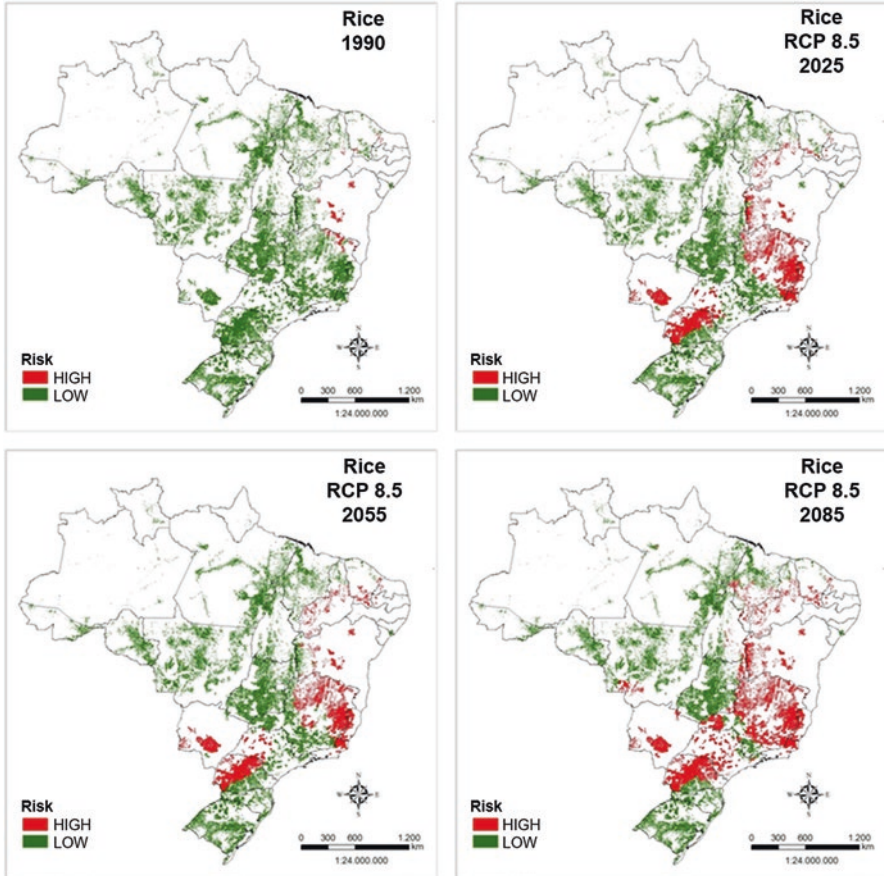 Rice
1990
N
W
E
S
Risk
HIGH
LOW
0 300 600 1.200
km
1:24.000.000
Rice
RCP 8.5
2025
N
W
E
S
Risk
HIGH
LOW
0 300 600 1.200
km
1:24.000.000
Rice
RCP 8.5
2055
N
W
E
S
Risk
HIGH
LOW
0 300 600 1.200
km
1:24.000.000
Rice
RCP 8.5
2085
N
W
E
S
Risk
HIGH
LOW
0 300 600 1.200
km
1:24.000.000